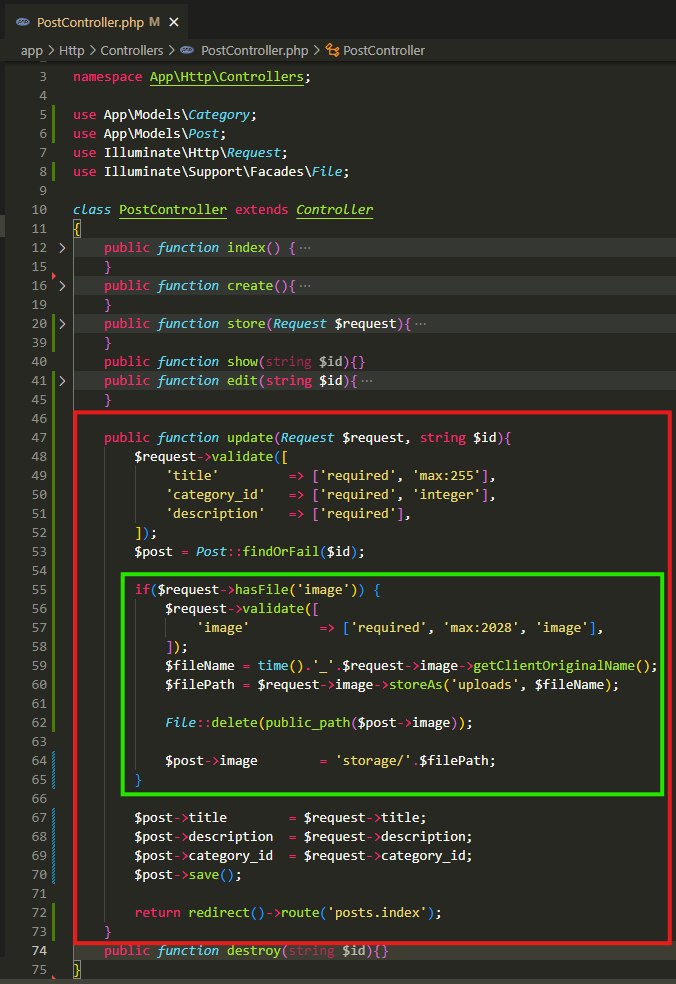 PostController.php M ×
app > Http > Controllers > PostController.php > PostController
3 namespace App\Http\Controllers;
4
5 use App\Models\Category;
6 use App\Models\Post;
7 use Illuminate\Http\Request;
8 use Illuminate\Support\Facades\File;
9
10 class PostController extends Controller
11 {
12 > public function index() { ···
15 }
16 > public function create(){ ···
19 }
20 > public function store(Request $request){ ···
39 }
40 public function show(string $id){}
41 > public function edit(string $id){ ···
45 }
46
47 public function update(Request $request, string $id){
48 $request->validate([
49 'title' => ['required', 'max:255'],
50 'category_id' => ['required', 'integer'],
51 'description' => ['required'],
52 ]);
53 $post = Post::findOrFail($id);
54
55 if($request->hasFile('image')) {
56 $request->validate([
57 'image' => ['required', 'max:2028', 'image'],
58 ]);
59 $fileName = time().'_'.$request->image->getClientOriginalName();
60 $filePath = $request->image->storeAs('uploads', $fileName);
61
62 File::delete(public_path($post->image));
63
64 $post->image = 'storage/'.$filePath;
65 }
66
67 $post->title = $request->title;
68 $post->description = $request->description;
69 $post->category_id = $request->category_id;
70 $post->save();
71
72 return redirect()->route('posts.index');
73 }
74 public function destroy(string $id){}
75 }